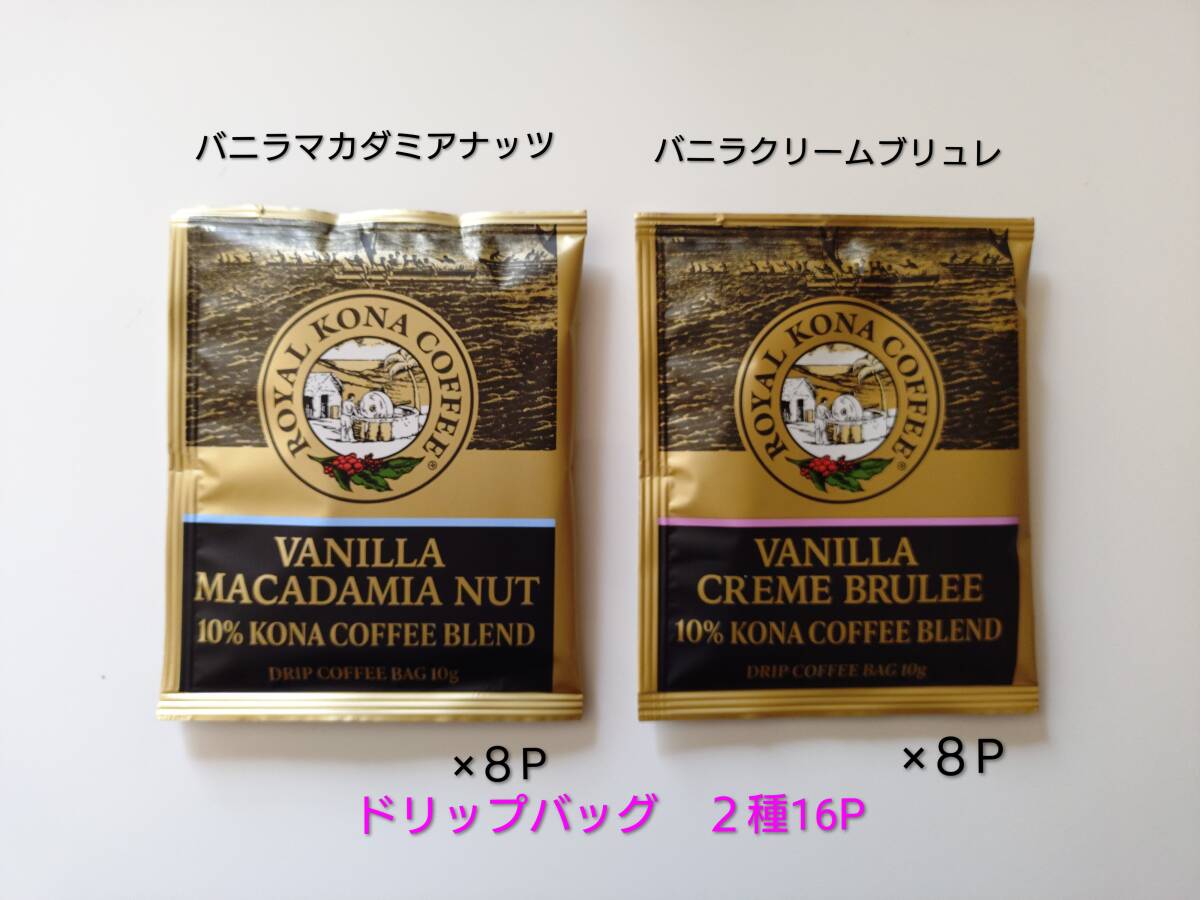 バニラマカダミアナッツ
バニラクリームブリュレ
ROYAL KONA COFFEE
®
VANILLA
MACADAMIA NUT
10% KONA COFFEE BLEND
DRIP COFFEE BAG 10g
ROYAL KONA COFFEE
®
VANILLA
CREME BRULEE
10% KONA COFFEE BLEND
DRIP COFFEE BAG 10g
×８P
×８P
ドリップバッグ　２種16P